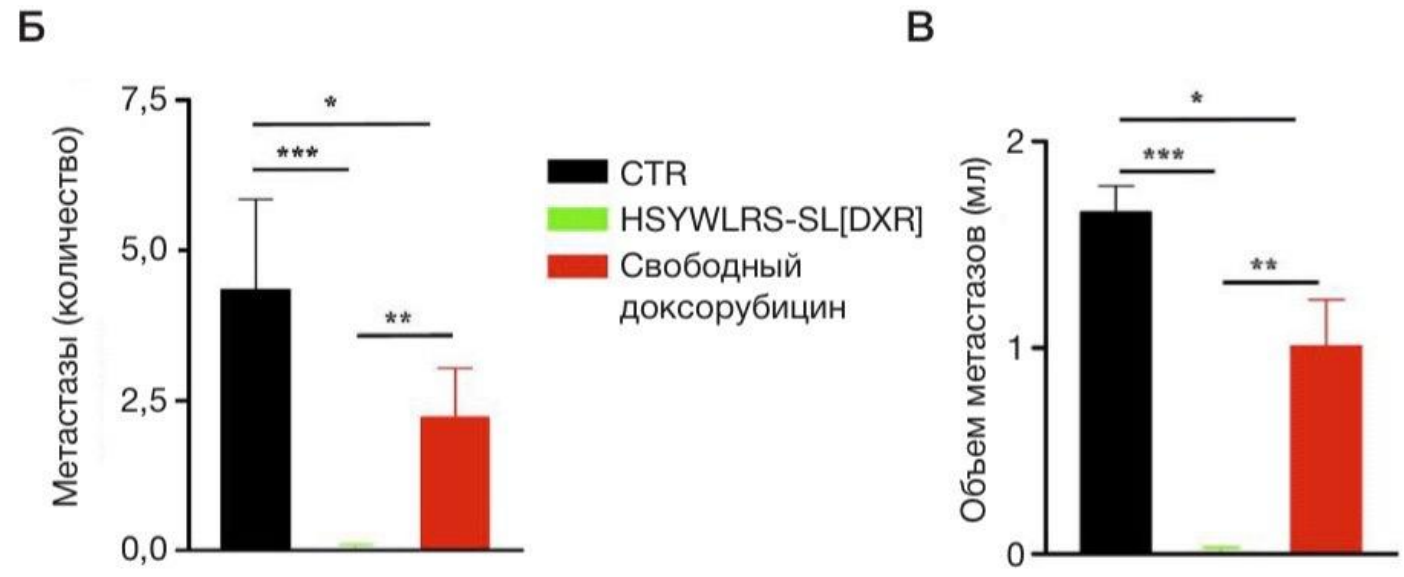 Б
Метастазы (количество)
7,5
5,0
2,5
0,0
*
***
**
CTR
HSYWLRS-SL[DXR]
Свободный
доксорубицин
В
Объем метастазов (мл)
2
1
0
*
***
**